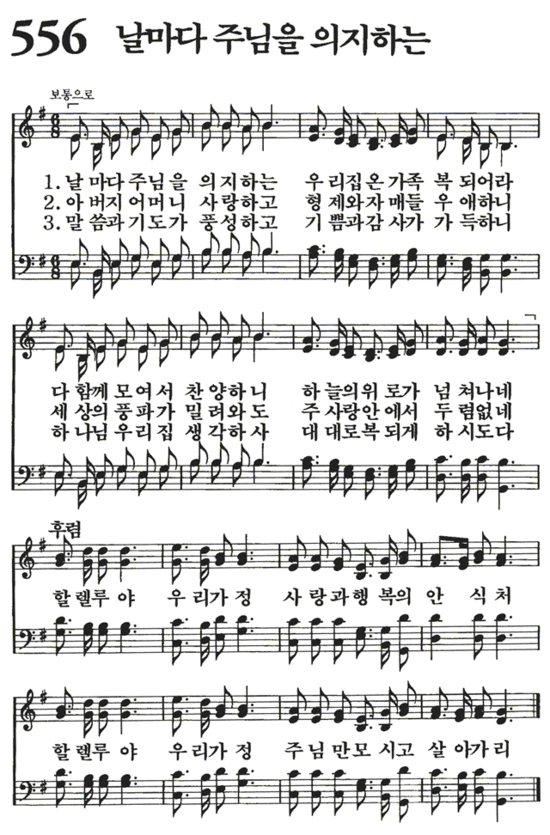 556 날마다 주님을 의지하는
보통으로
1. 날 마다 주 님 을 의 지 하 는 우 리 집 온 가 족 복 되어라
2. 아 버지 어 머 니 사 랑 하 고 형 제와 자 매들 우 애하니
3. 말 씀과 기 도 가 풍 성 하 고 기 쁨과 감 사가 가 득하니
다 함께 모 여 서 찬 양 하 니 하 늘의 위 로가 넘 쳐나네
세 상의 풍 파 가 밀 려 와 도 주 사랑 안 에서 두 렴없네
하 나님 우 리 집 생 각 하 사 대 대로 복 되게 하 시도다
후렴
할 렐루 야 우 리가 정 사 랑 과 행 복의 안 식 처
할 렐루 야 우 리가 정 주 님 만 모 시고 살 아가 리